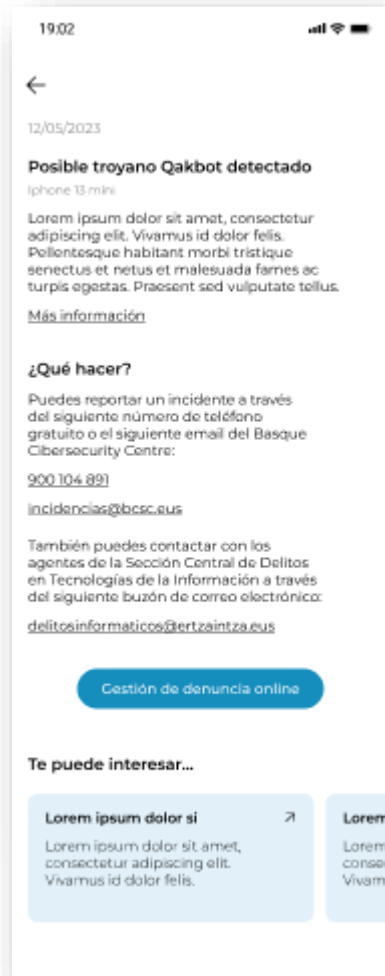 19:02
12/05/2023
Posible troyano Qakbot detectado
Iphone 13 mini
Lorem ipsum dolor sit amet, consectetur
adipiscing elit. Vivamus id dolor felis.
Pellentesque habitant morbi tristique
senectus et netus et malesuada fames ac
turpis egestas. Praesent sed vulputate tellus.
Más información
¿Qué hacer?
Puedes reportar un incidente a través
del siguiente número de teléfono
gratuito o el siguiente email del Basque
Cibersecurity Centre:
900 104 891
incidencias@bcsc.eus
También puedes contactar con los
agentes de la Sección Central de Delitos
en Tecnologías de la Información a través
del siguiente buzón de correo electrónico:
delitosinformaticos@ertzaintza.eus
Gestión de denuncia online
Te puede interesar...
Lorem ipsum dolor si
Lorem ipsum dolor sit amet,
consectetur adipiscing elit.
Vivamus id dolor felis.
Lorem
Lorem
conse
Vivam